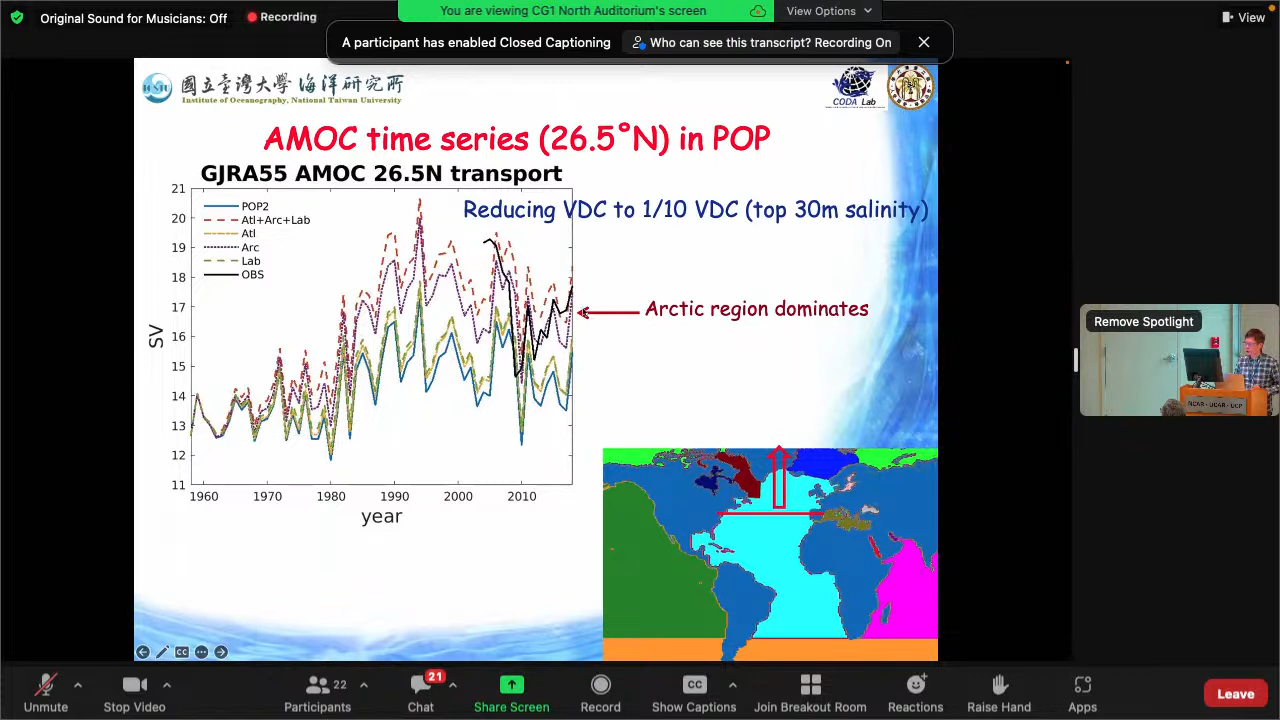 Original Sound for Musicians: Off
Recording
You are viewing CG1 North Auditorium's screen
View Options
View
A participant has enabled Closed Captioning
Who can see this transcript? Recording On
國立臺灣大學 海洋研究所
Institute of Oceanography, National Taiwan University
CODA Lab
AMOC time series (26.5°N) in POP
GJRA55 AMOC 26.5N transport
Reducing VDC to 1/10 VDC (top 30m salinity)
POP2
Atl+Arc+Lab
Atl
Arc
Lab
OBS
21
20
19
18
17
16
15
14
13
12
11
SV
1960
1970
1980
1990
2000
2010
year
Arctic region dominates
Remove Spotlight
NCAR - UCAR - UCP
CC
Unmute
Stop Video
22
Participants
21
Chat
Share Screen
Record
CC
Show Captions
Join Breakout Room
Reactions
Raise Hand
Apps
Leave